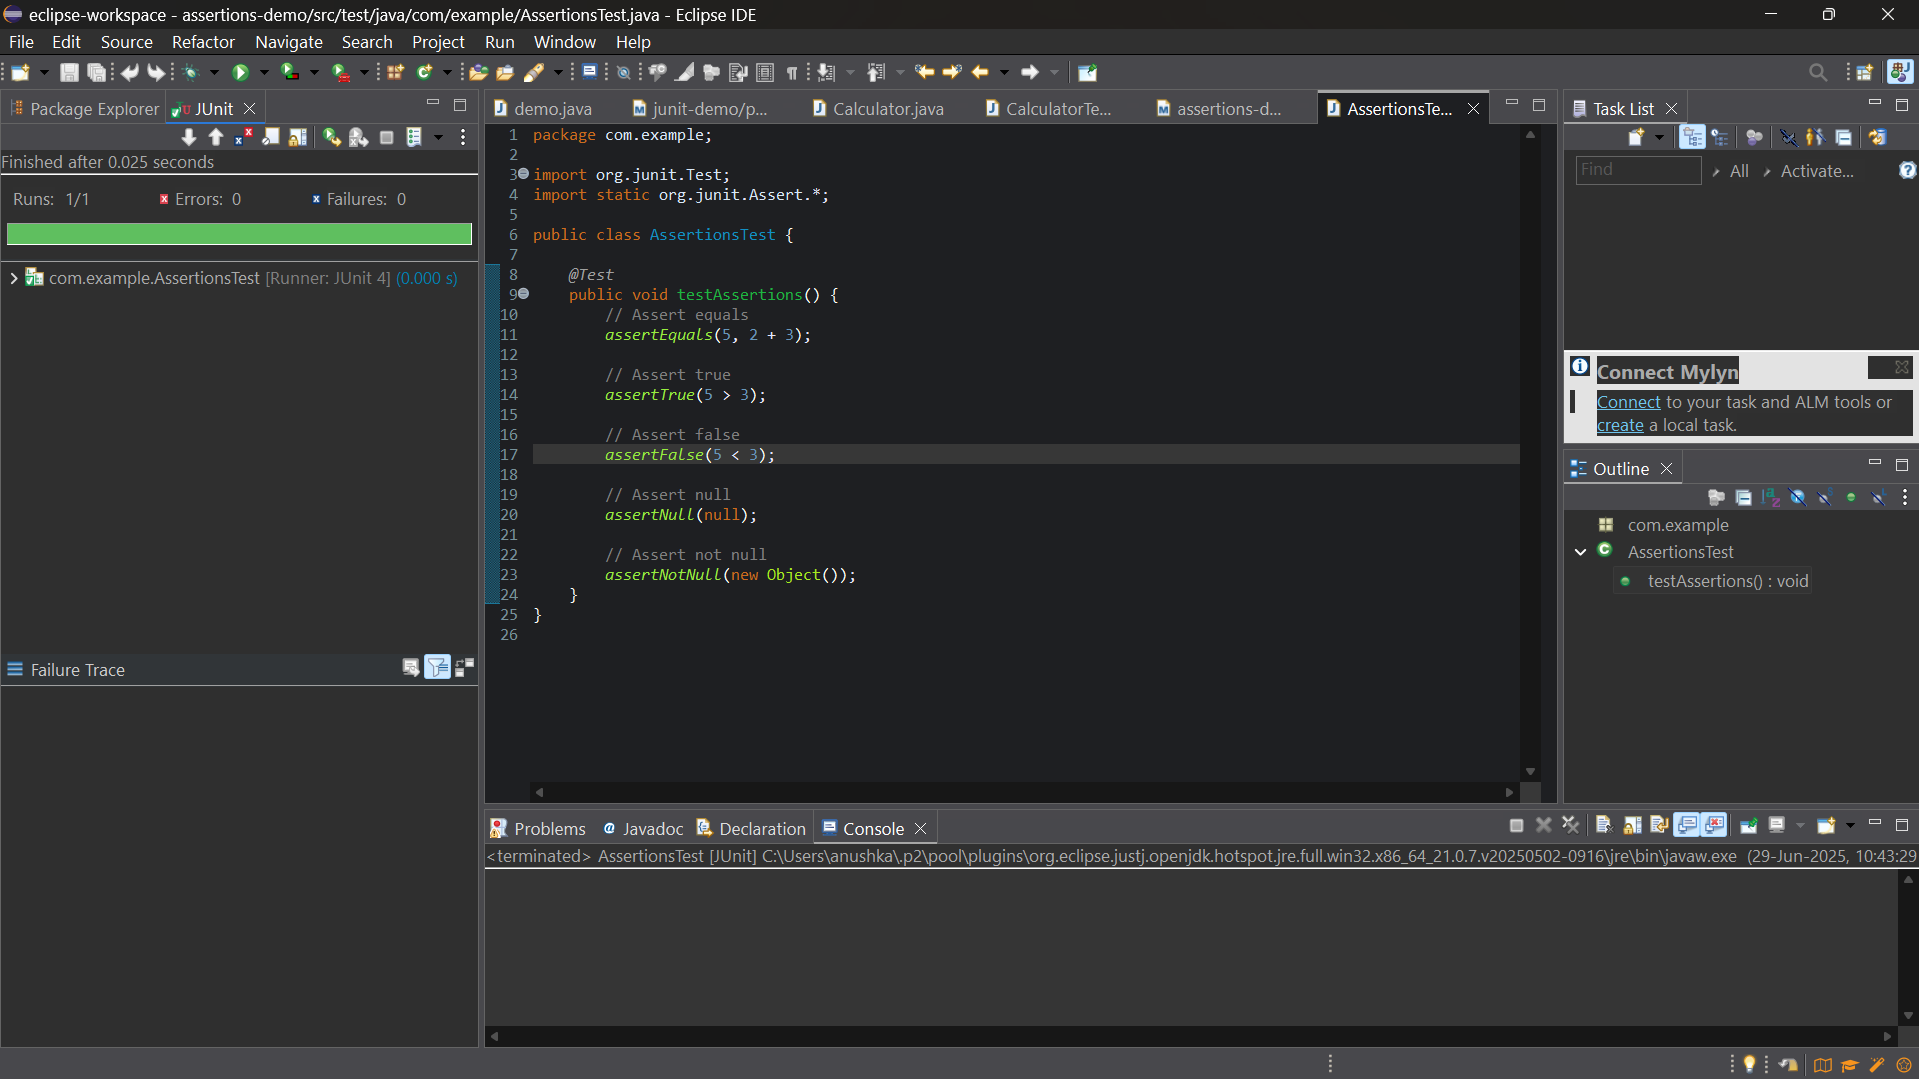 eclipse-workspace - assertions-demo/src/test/java/com/example/AssertionsTest.java - Eclipse IDE
File Edit Source Refactor Navigate Search Project Run Window Help
Package Explorer JUnit
Finished after 0.025 seconds
Runs: 1/1 Errors: 0 Failures: 0
com.example.AssertionsTest [Runner: JUnit 4] (0.000 s)
Failure Trace
demo.java junit-demo/p... Calculator.java CalculatorTe... assertions-d... AssertionsTe...
1 package com.example;
2
3 import org.junit.Test;
4 import static org.junit.Assert.*;
5
6 public class AssertionsTest {
7
8 @Test
9 public void testAssertions() {
10 // Assert equals
11 assertEquals(5, 2 + 3);
12
13 // Assert true
14 assertTrue(5 > 3);
15
16 // Assert false
17 assertFalse(5 < 3);
18
19 // Assert null
20 assertNull(null);
21
22 // Assert not null
23 assertNotNull(new Object());
24 }
25 }
26
Task List
Find All Activate...
Connect Mylyn
Connect to your task and ALM tools or
create a local task.
Outline
com.example
AssertionsTest
testAssertions() : void
Problems Javadoc Declaration Console
<terminated> AssertionsTest [JUnit] C:\Users\anushka\.p2\pool\plugins\org.eclipse.justj.openjdk.hotspot.jre.full.win32.x86_64_21.0.7.v20250502-0916\jre\bin\javaw.exe (29-Jun-2025, 10:43:29